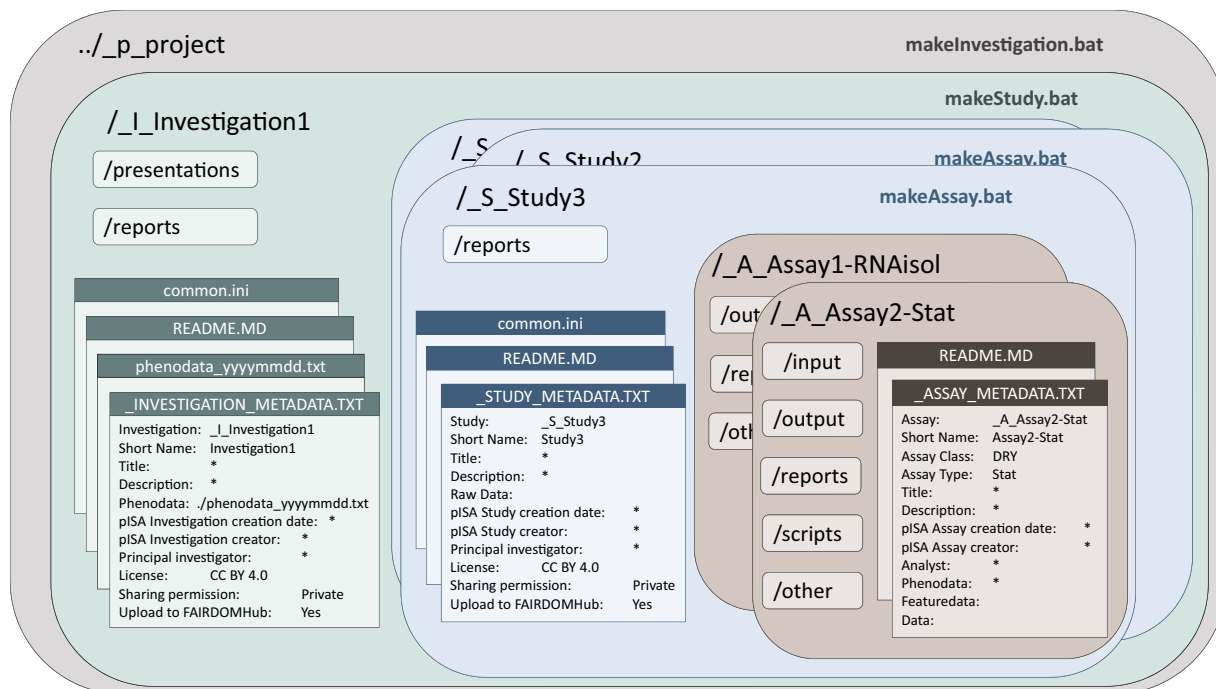 ../_p_project
makeInvestigation.bat
makeStudy.bat
/_I_Investigation1
/presentations
/reports
common.ini
README.MD
phenodata_yyyymmdd.txt
_INVESTIGATION_METADATA.TXT
Investigation: _I_Investigation1
Short Name: Investigation1
Title: *
Description: *
Phenodata: ./phenodata_yyyymmdd.txt
pISA Investigation creation date: *
pISA Investigation creator: *
Principal investigator: *
License: CC BY 4.0
Sharing permission: Private
Upload to FAIRDOMHub: Yes
/_S
/_S_Study2
makeAssay.bat
/_S_Study3
makeAssay.bat
/reports
common.ini
README.MD
_STUDY_METADATA.TXT
Study: _S_Study3
Short Name: Study3
Title: *
Description: *
Raw Data:
pISA Study creation date: *
pISA Study creator: *
Principal investigator: *
License: CC BY 4.0
Sharing permission: Private
Upload to FAIRDOMHub: Yes
/_A_Assay1-RNAisol
/out
/rep
/oth
/_A_Assay2-Stat
/input
/output
/reports
/scripts
/other
README.MD
_ASSAY_METADATA.TXT
Assay: _A_Assay2-Stat
Short Name: Assay2-Stat
Assay Class: DRY
Assay Type: Stat
Title: *
Description: *
pISA Assay creation date: *
pISA Assay creator: *
Analyst: *
Phenodata: *
Featuredata:
Data: